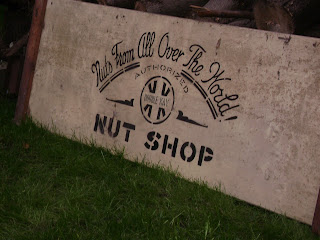 Nuts From All Over The World!
AUTHORIZED
NUT SHOP